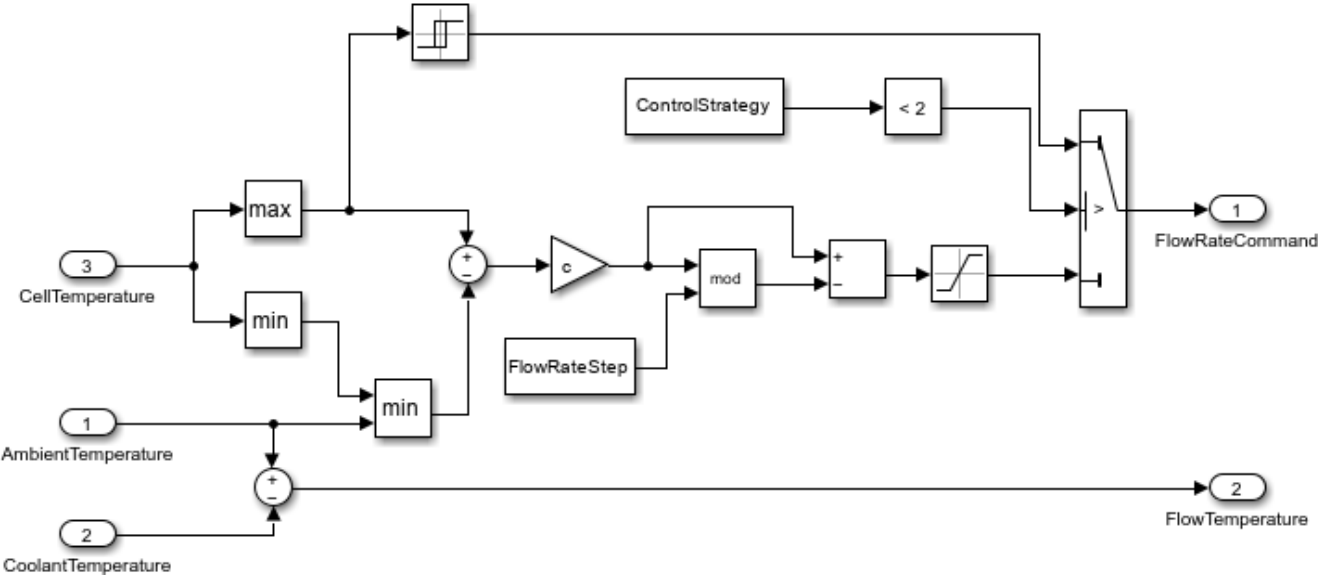 ControlStrategy
< 2
max
+
−
c
mod
+
−
>
1
FlowRateCommand
3
CellTemperature
min
FlowRateStep
min
1
AmbientTemperature
+
−
2
FlowTemperature
2
CoolantTemperature